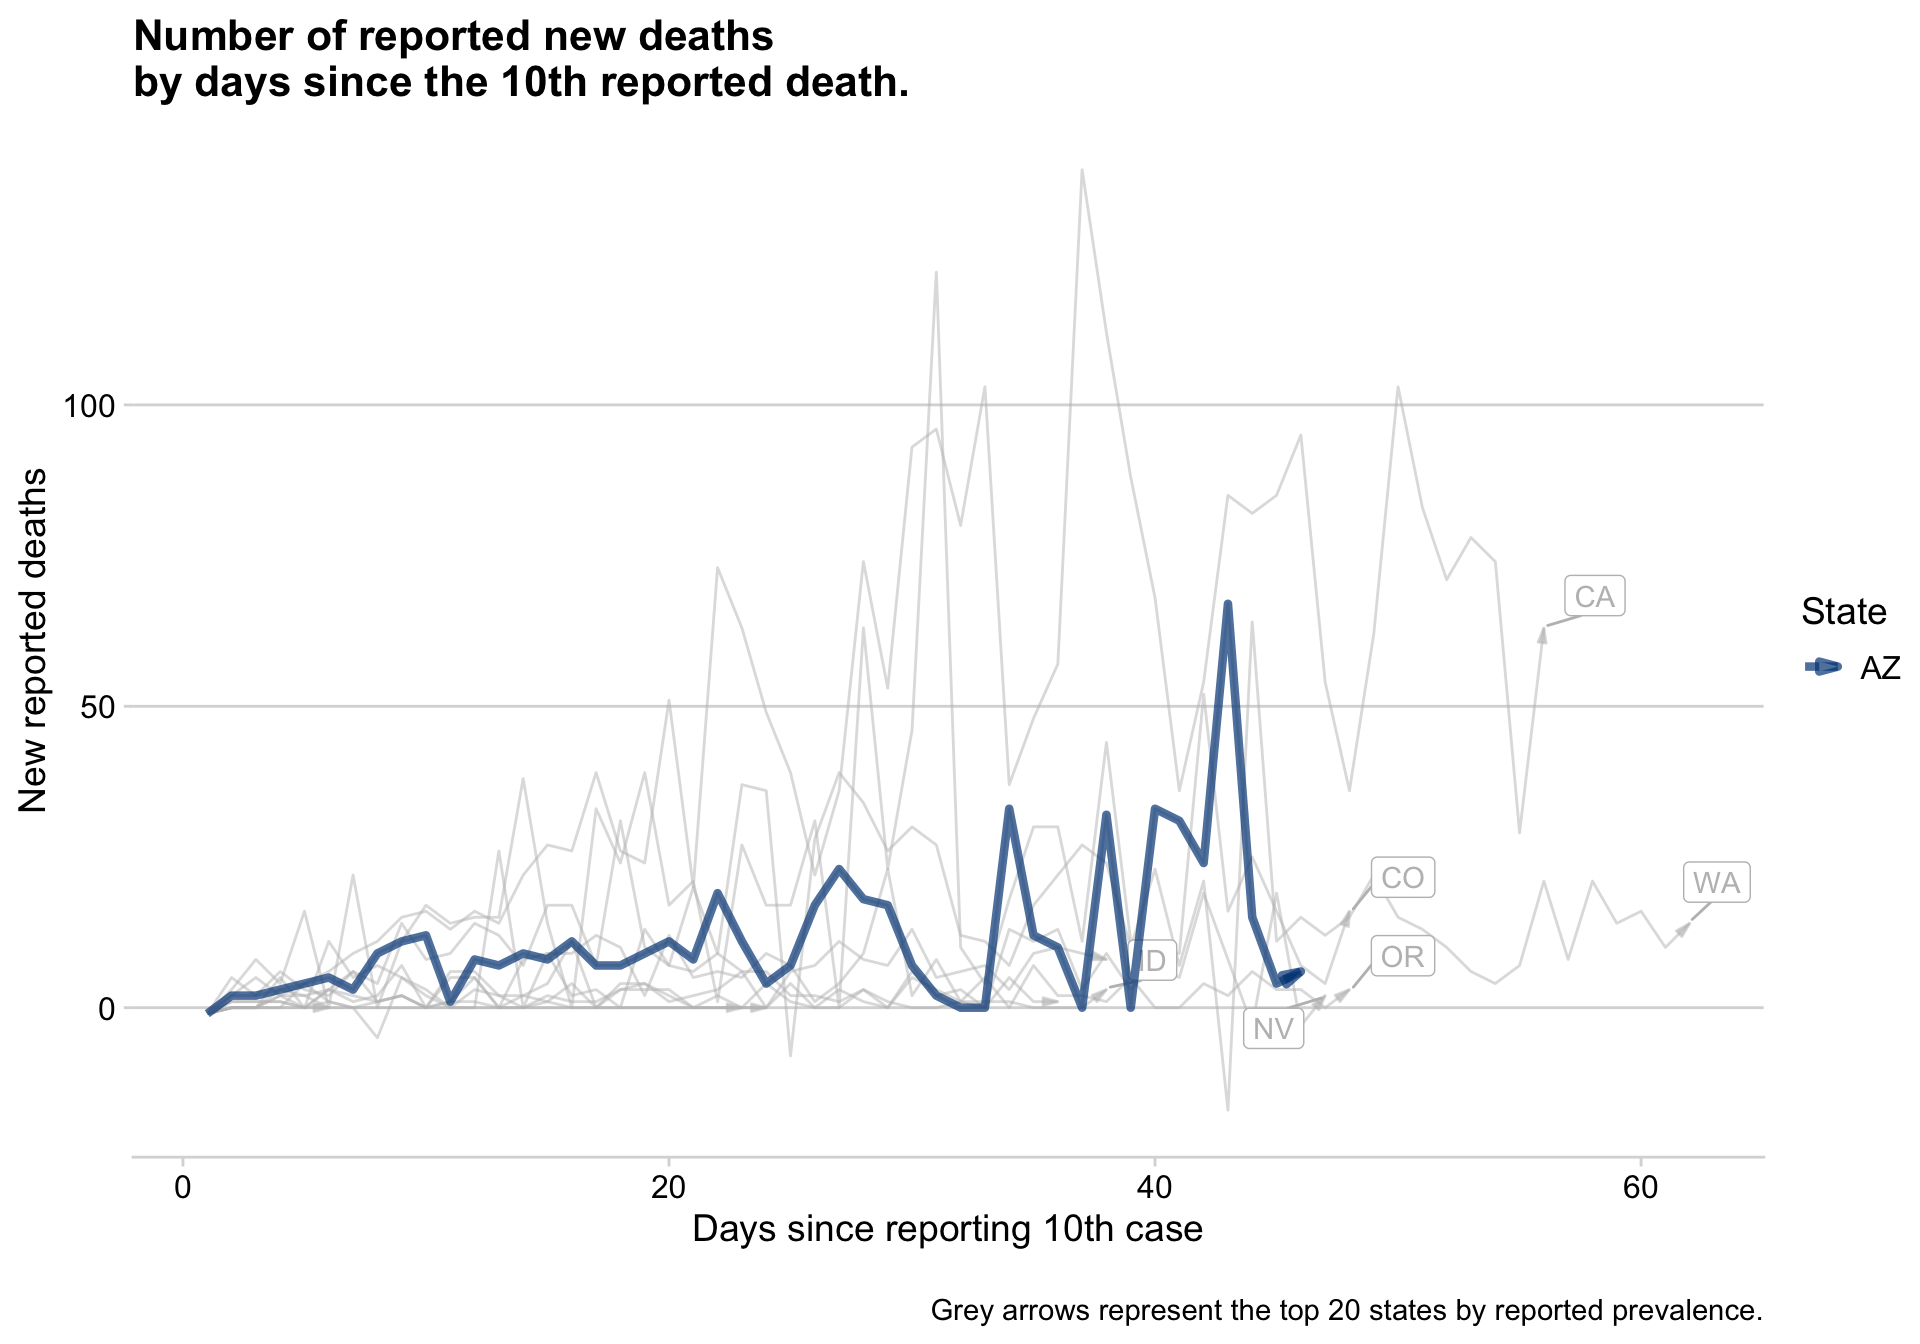 Number of reported new deaths
by days since the 10th reported death.
New reported deaths
100
50
0
CA
CO
WA
OR
ID
NV
State
AZ
0
20
40
60
Days since reporting 10th case
Grey arrows represent the top 20 states by reported prevalence.